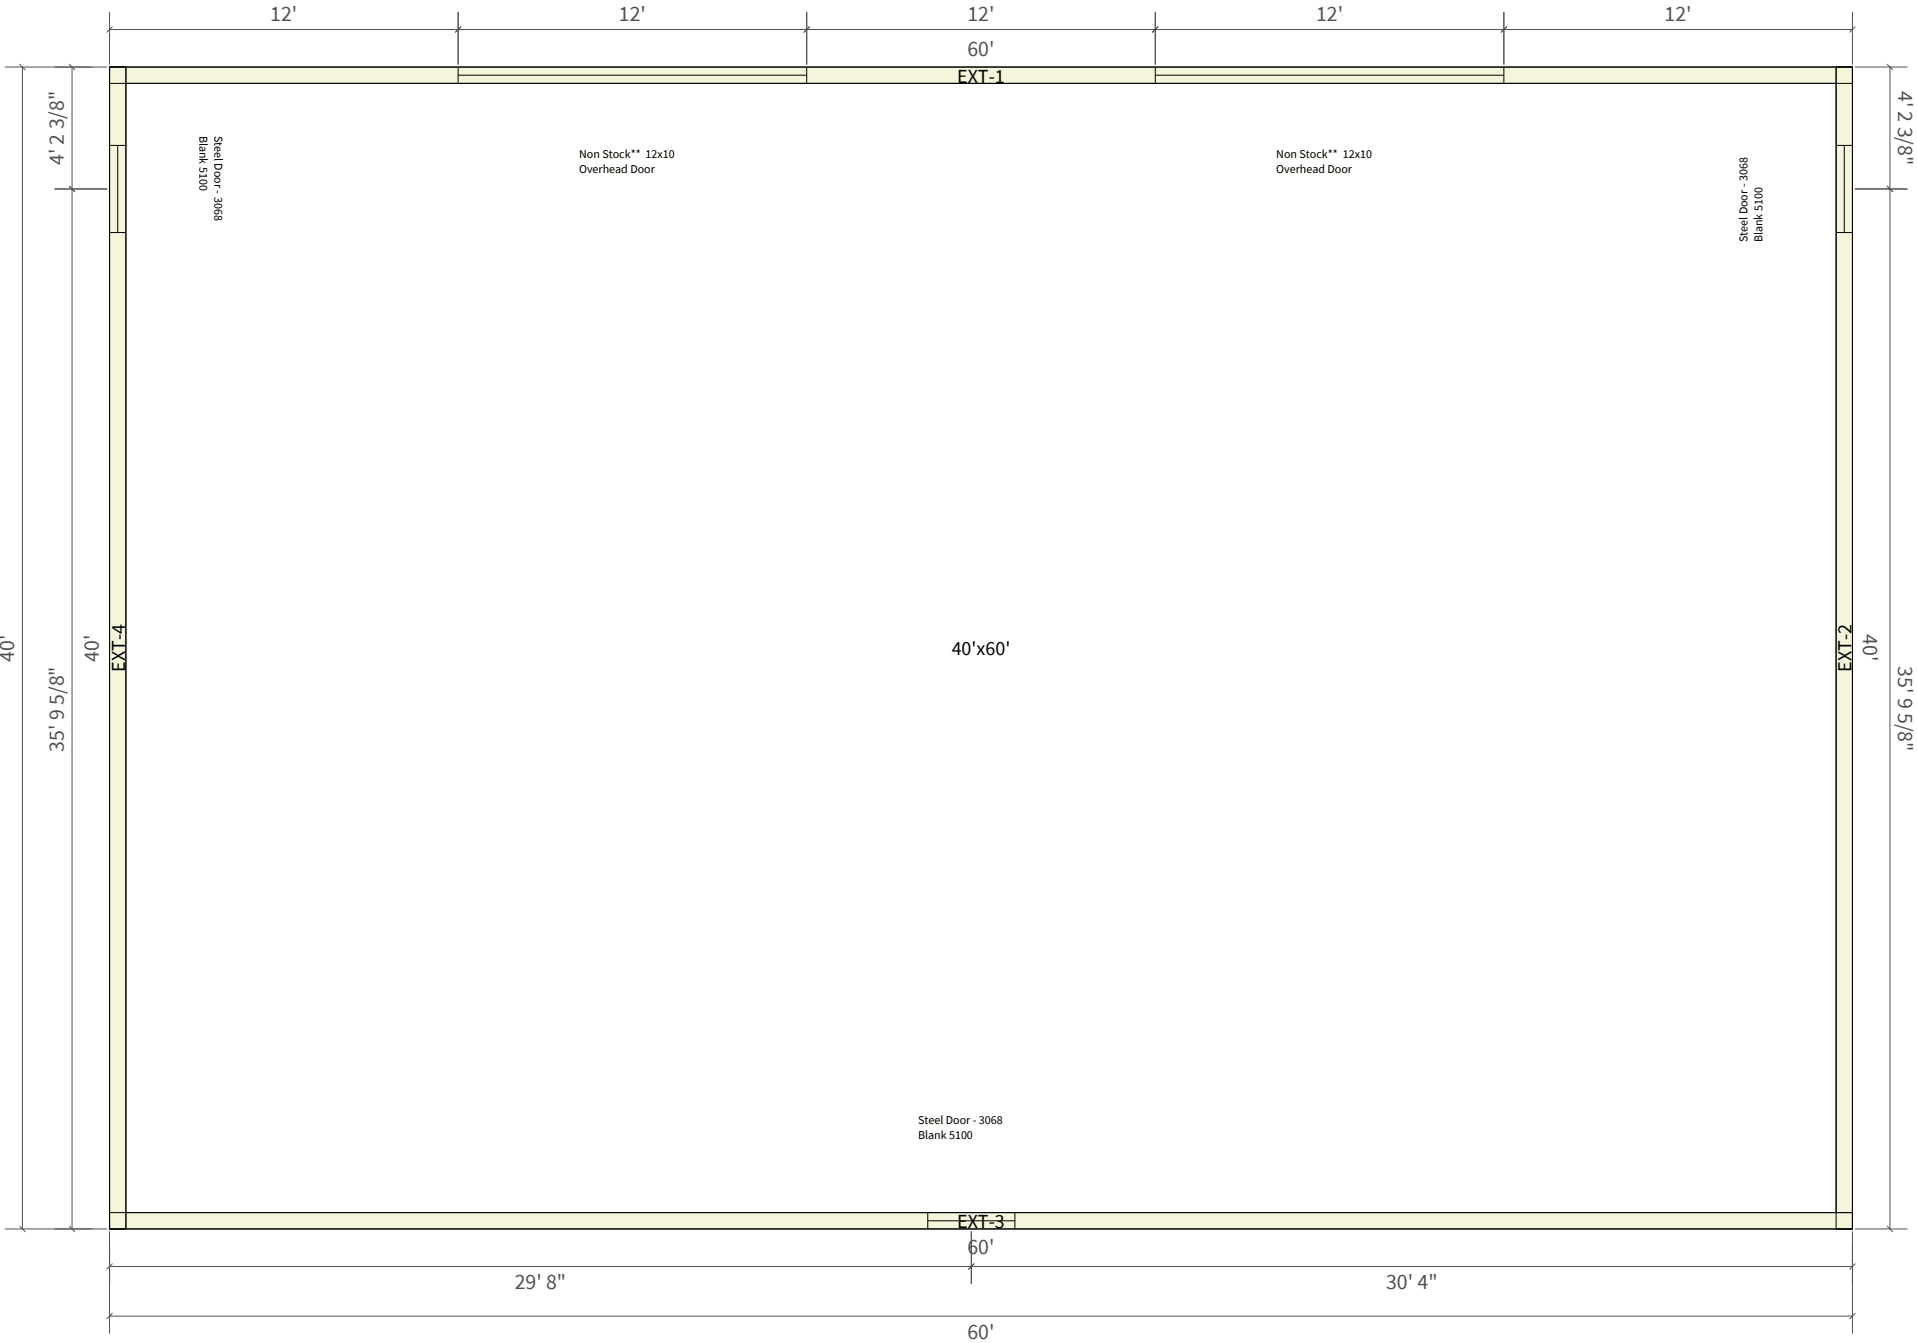 12'
12'
12'
12'
12'
60'
EXT-1
4' 2 3/8"
4' 2 3/8"
Steel Door - 3068
Blank 5100
Non Stock** 12x10
Overhead Door
Non Stock** 12x10
Overhead Door
Steel Door - 3068
Blank 5100
40'
35' 9 5/8"
40'
EXT-4
40'x60'
EXT-2
40'
35' 9 5/8"
Steel Door - 3068
Blank 5100
EXT-3
60'
29' 8"
30' 4"
60'